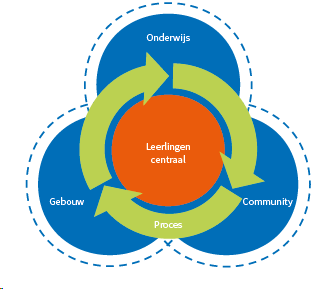 Onderwijs
Leerlingen
centraal
Gebouw
Community
Proces